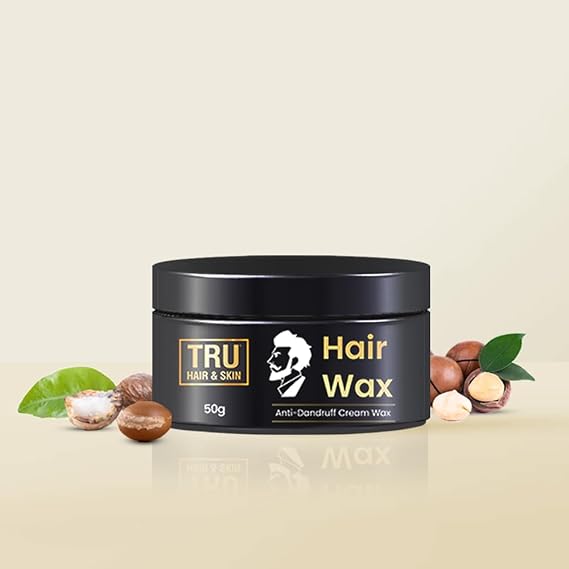 TRU
HAIR & SKIN
50g
Hair
Wax
Anti-Dandruff Cream Wax